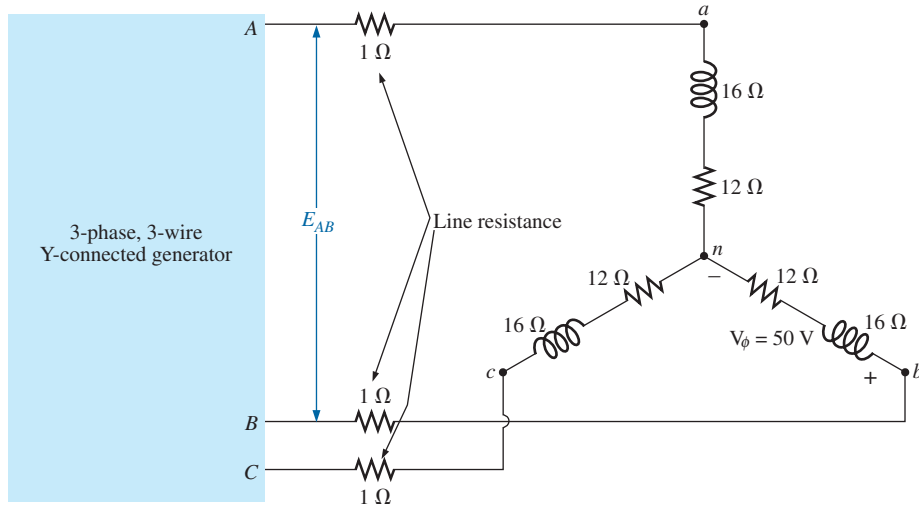 A
1 Ω
a
16 Ω
12 Ω
E_AB
Line resistance
3-phase, 3-wire
Y-connected generator
n
12 Ω
–
12 Ω
16 Ω
16 Ω
V_ϕ = 50 V
c
+
b
1 Ω
B
C
1 Ω